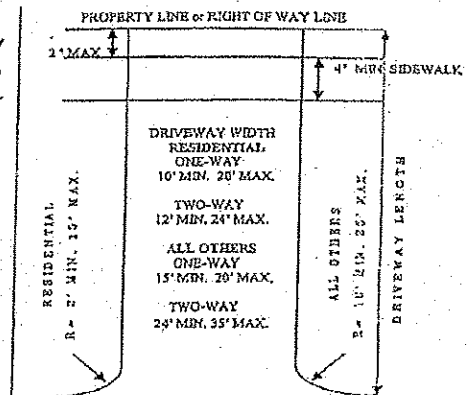 PROPERTY LINE or RIGHT OF WAY LINE
2' MAX
4' MIN SIDEWALK
DRIVEWAY WIDTH
RESIDENTIAL
ONE-WAY
10' MIN. 20' MAX.
TWO-WAY
12' MIN. 24' MAX.
ALL OTHERS
ONE-WAY
15' MIN. 20' MAX.
TWO-WAY
24' MIN. 35' MAX.
RESIDENTIAL
R = 2' MIN. 15' MAX.
ALL OTHERS
R = 10' MIN. 25' MAX.
DRIVEWAY LENGTH